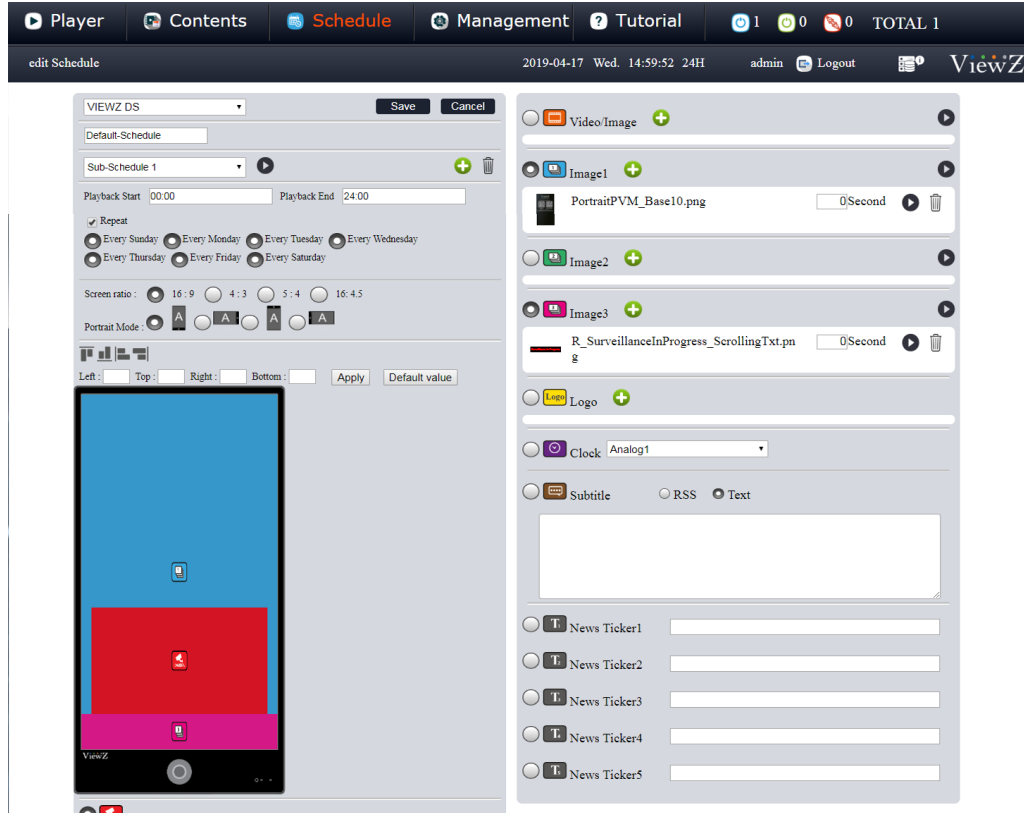 Player Contents Schedule Management Tutorial 1 0 0 TOTAL 1
edit Schedule 2019-04-17 Wed. 14:59:52 24H admin Logout ViewZ
VIEWZ DS Save Cancel
Default-Schedule
Sub-Schedule 1
Playback Start 00:00 Playback End 24:00
Repeat
Every Sunday Every Monday Every Tuesday Every Wednesday
Every Thursday Every Friday Every Saturday
Screen ratio : 16 : 9 4 : 3 5 : 4 16: 4.5
Portrait Mode : A A A A
Left : Top : Right : Bottom : Apply Default value
ViewZ
Video/Image
Image1
PortraitPVM_Base10.png 0 Second
Image2
Image3
R_SurveillanceInProgress_ScrollingTxt.pn
g
0 Second
Logo Logo
Clock Analog1
Subtitle RSS Text
News Ticker1
News Ticker2
News Ticker3
News Ticker4
News Ticker5